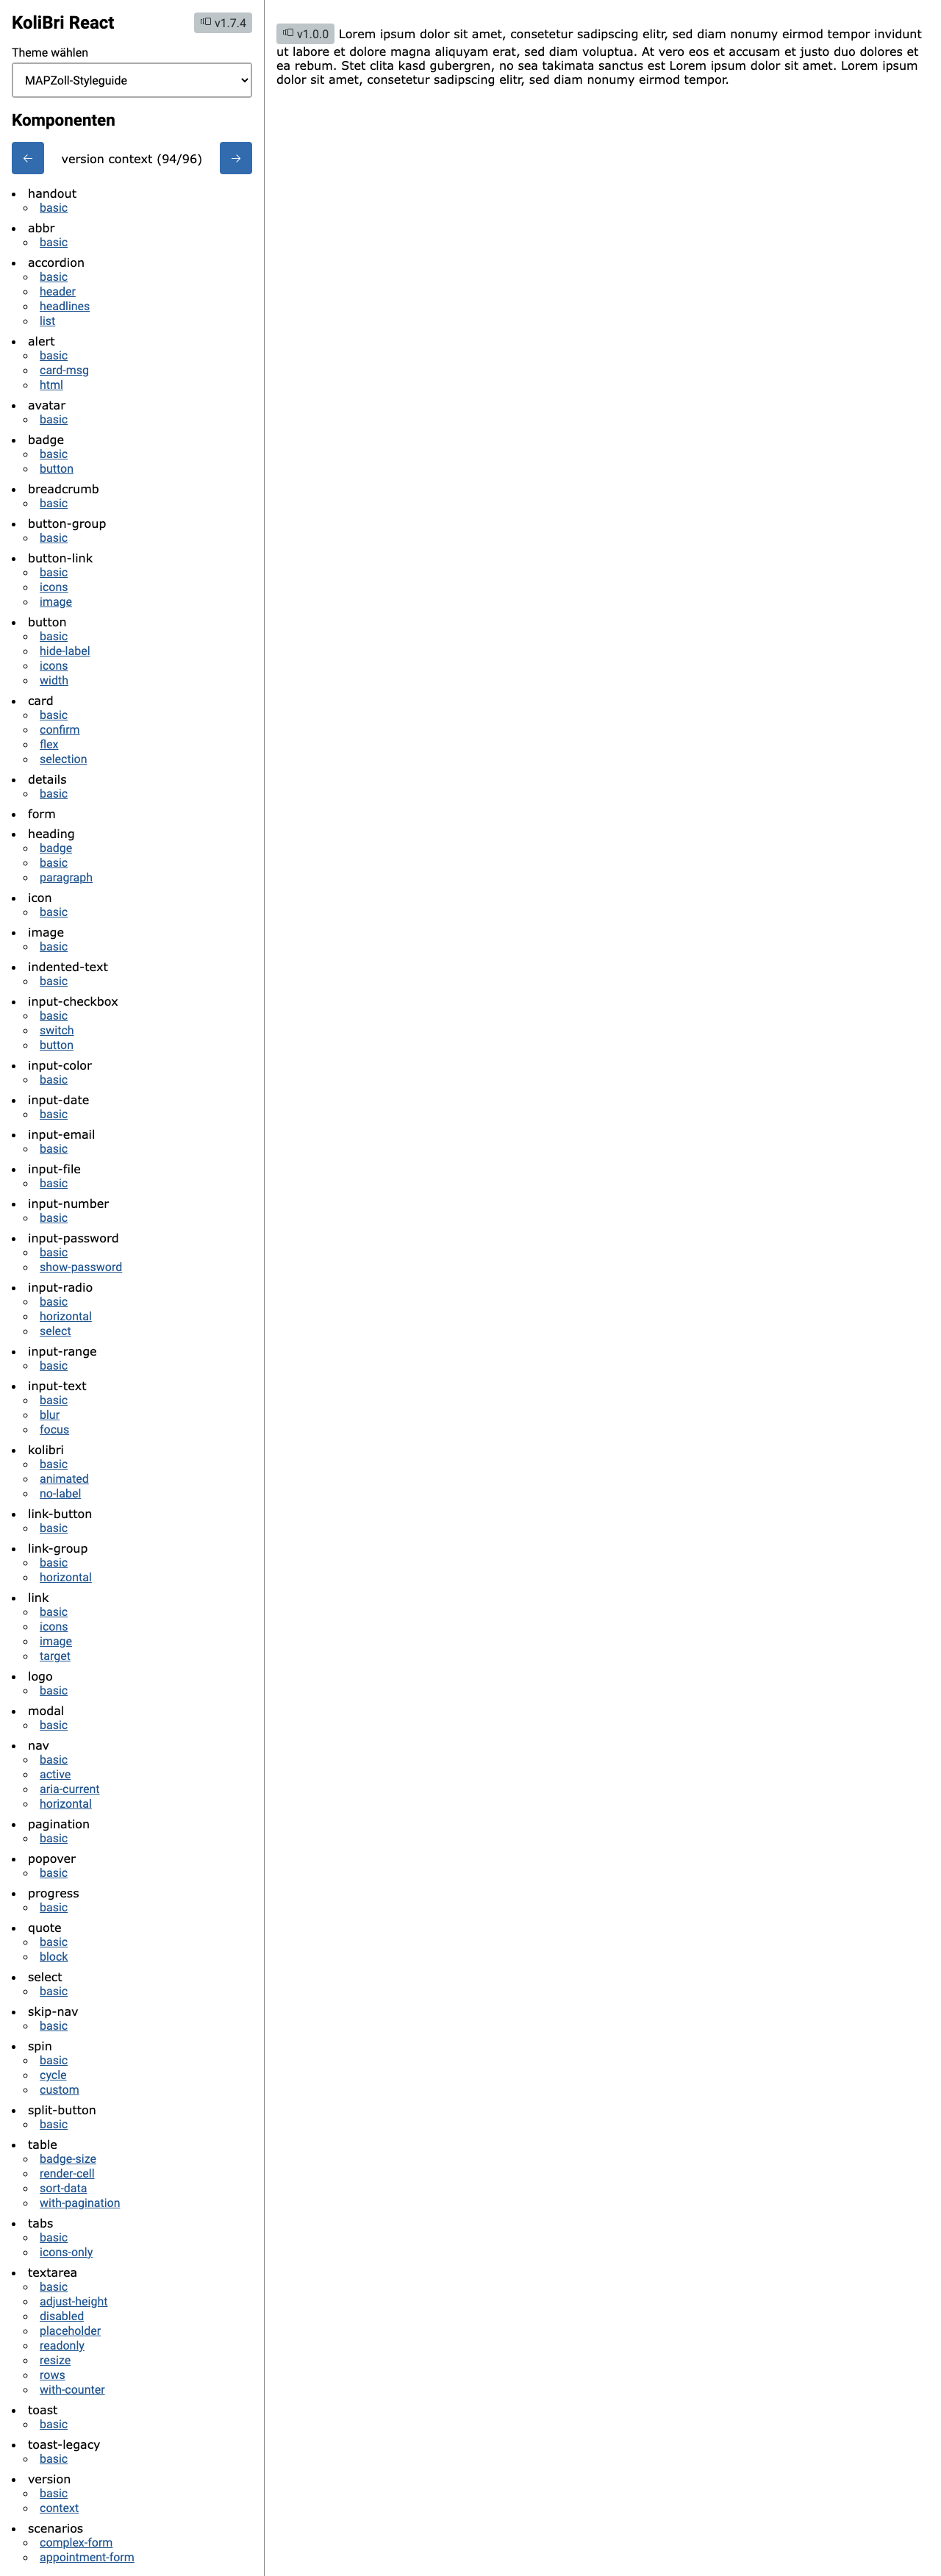 KoliBri React
v1.7.4
Theme wählen
MAPZoll-Styleguide
Komponenten
← version context (94/96) →
handout
basic
abbr
basic
accordion
basic
header
headlines
list
alert
basic
card-msg
html
avatar
basic
badge
basic
button
breadcrumb
basic
button-group
basic
button-link
basic
icons
image
button
basic
hide-label
icons
width
card
basic
confirm
flex
selection
details
basic
form
heading
badge
basic
paragraph
icon
basic
image
basic
indented-text
basic
input-checkbox
basic
switch
button
input-color
basic
input-date
basic
input-email
basic
input-file
basic
input-number
basic
input-password
basic
show-password
input-radio
basic
horizontal
select
input-range
basic
input-text
basic
blur
focus
kolibri
basic
animated
no-label
link-button
basic
link-group
basic
horizontal
link
basic
icons
image
target
logo
basic
modal
basic
nav
basic
active
aria-current
horizontal
pagination
basic
popover
basic
progress
basic
quote
basic
block
select
basic
skip-nav
basic
spin
basic
cycle
custom
split-button
basic
table
badge-size
render-cell
sort-data
with-pagination
tabs
basic
icons-only
textarea
basic
adjust-height
disabled
placeholder
readonly
resize
rows
with-counter
toast
basic
toast-legacy
basic
version
basic
context
scenarios
complex-form
appointment-form
v1.0.0 Lorem ipsum dolor sit amet, consetetur sadipscing elitr, sed diam nonumy eirmod tempor invidunt
ut labore et dolore magna aliquyam erat, sed diam voluptua. At vero eos et accusam et justo duo dolores et
ea rebum. Stet clita kasd gubergren, no sea takimata sanctus est Lorem ipsum dolor sit amet. Lorem ipsum
dolor sit amet, consetetur sadipscing elitr, sed diam nonumy eirmod tempor.